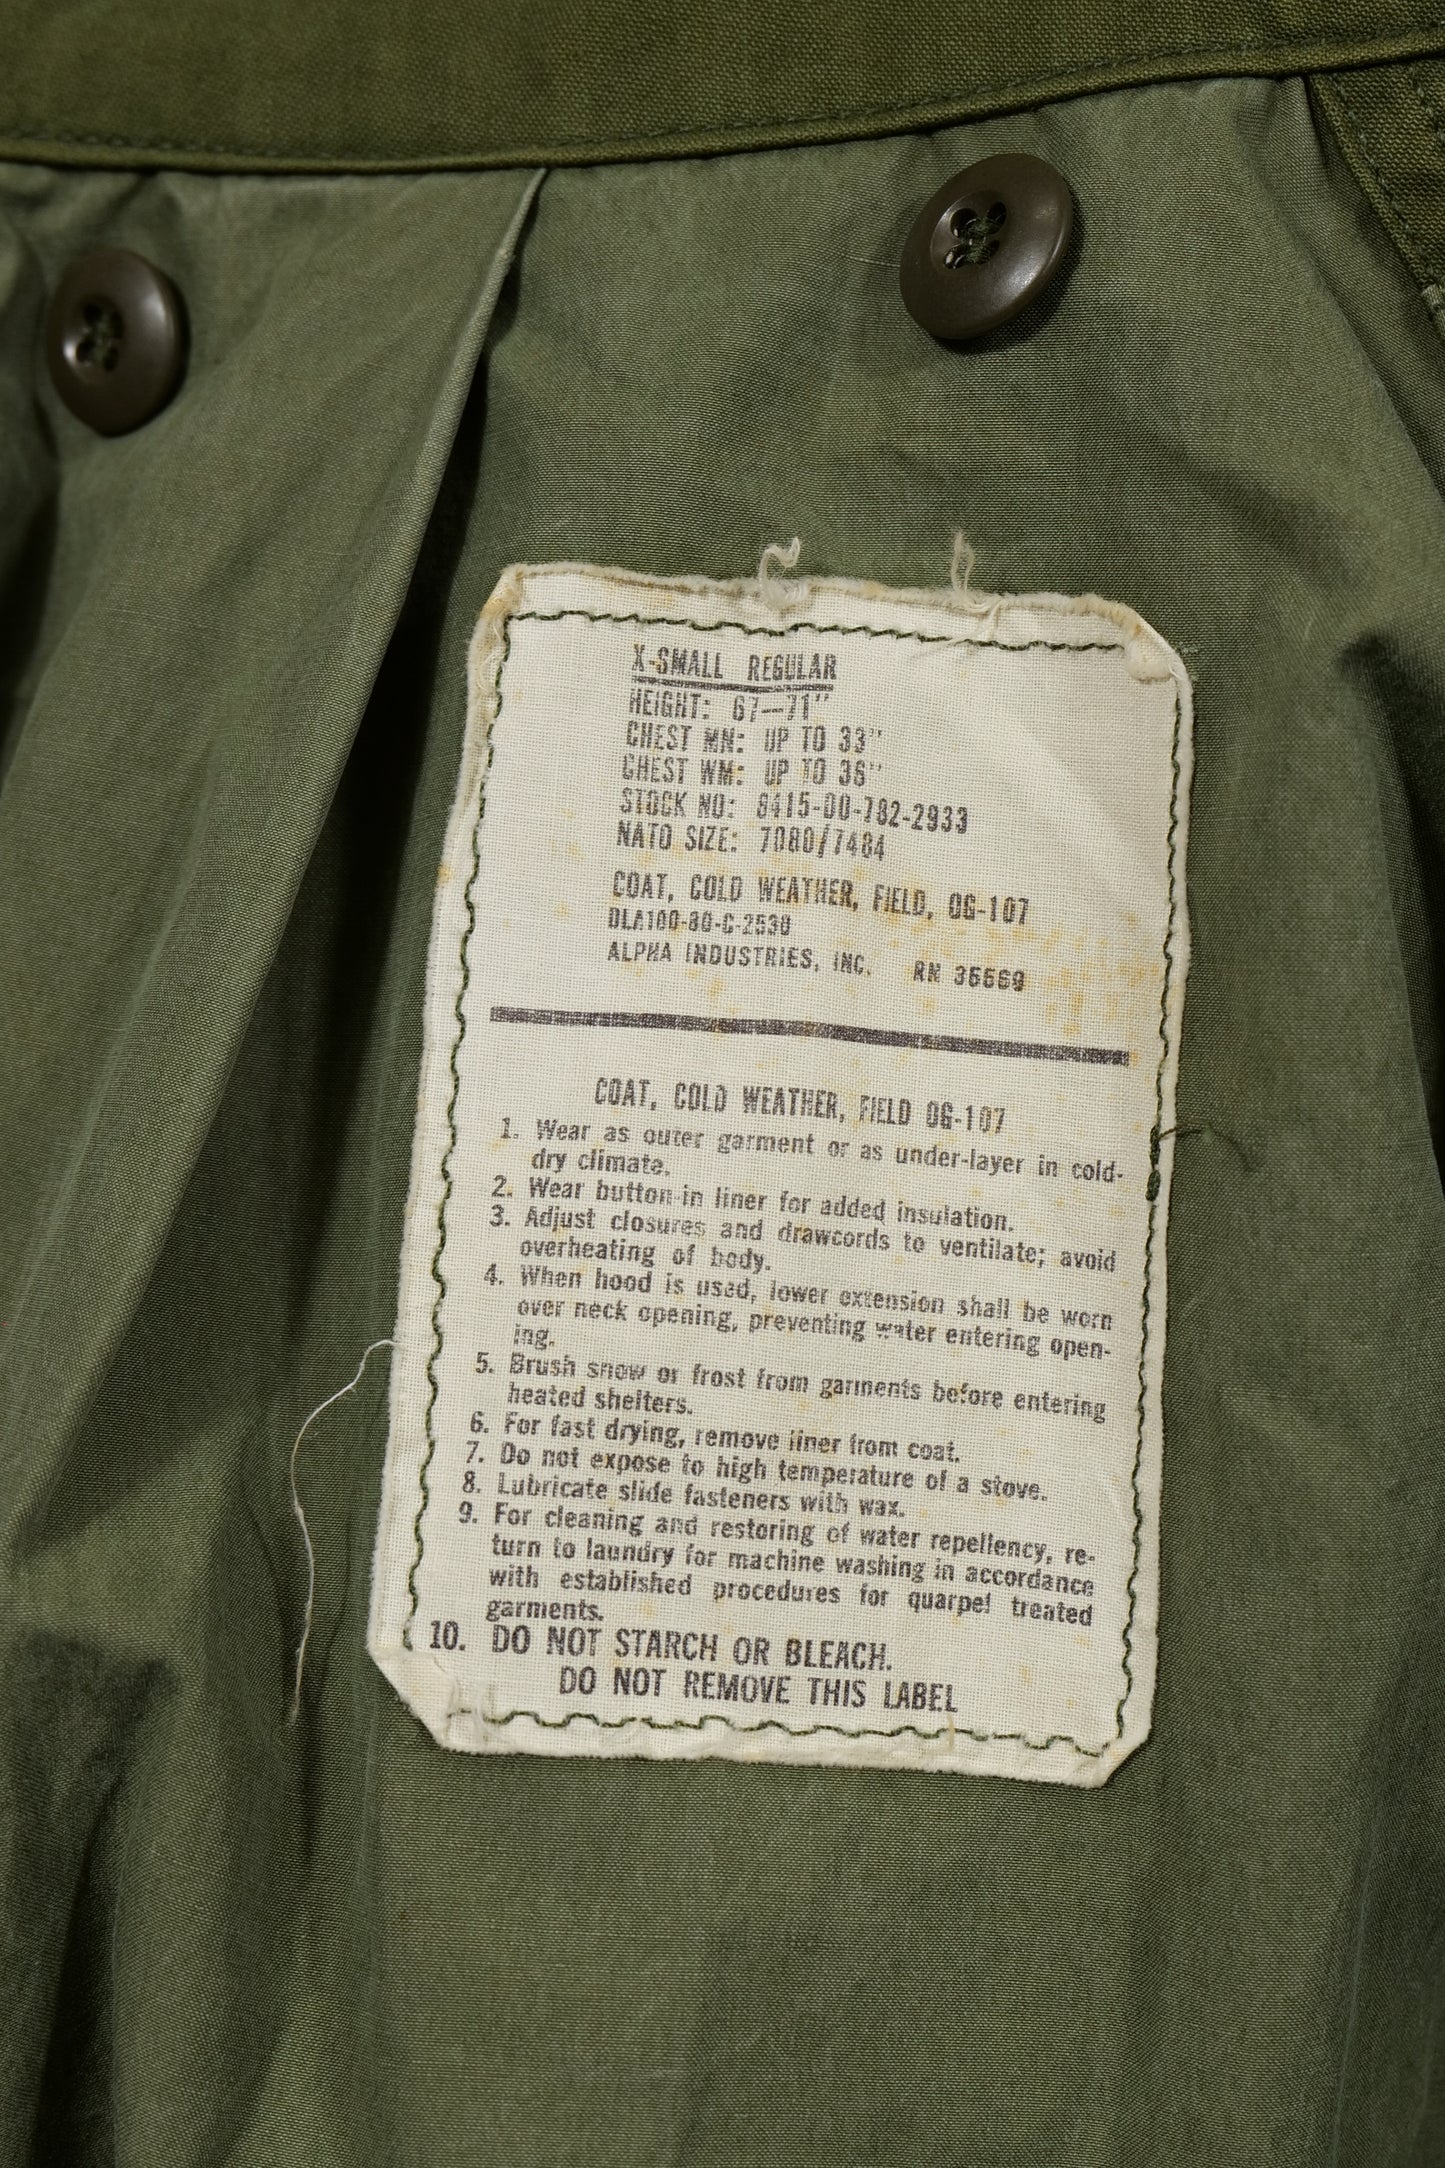 X-SMALL REGULAR
HEIGHT: 67-71"
CHEST MN: UP TO 33"
CHEST WM: UP TO 36"
STOCK NO: 8415-00-782-2933
NATO SIZE: 7080/7484
COAT, COLD WEATHER, FIELD, OG-107
DLA100-80-C-2530
ALPHA INDUSTRIES, INC. RN 35569
COAT, COLD WEATHER, FIELD OG-107
1. Wear as outer garment or as under-layer in cold-
dry climate.
2. Wear button-in liner for added insulation.
3. Adjust closures and drawcords to ventilate; avoid
overheating of body.
4. When hood is used, lower extension shall be worn
over neck opening, preventing water entering open-
ing.
5. Brush snow or frost from garments before entering
heated shelters.
6. For fast drying, remove liner from coat.
7. Do not expose to high temperature of a stove.
8. Lubricate slide fasteners with wax.
9. For cleaning and restoring of water repellency, re-
turn to laundry for machine washing in accordance
with established procedures for quarpel treated
garments.
10. DO NOT STARCH OR BLEACH.
DO NOT REMOVE THIS LABEL